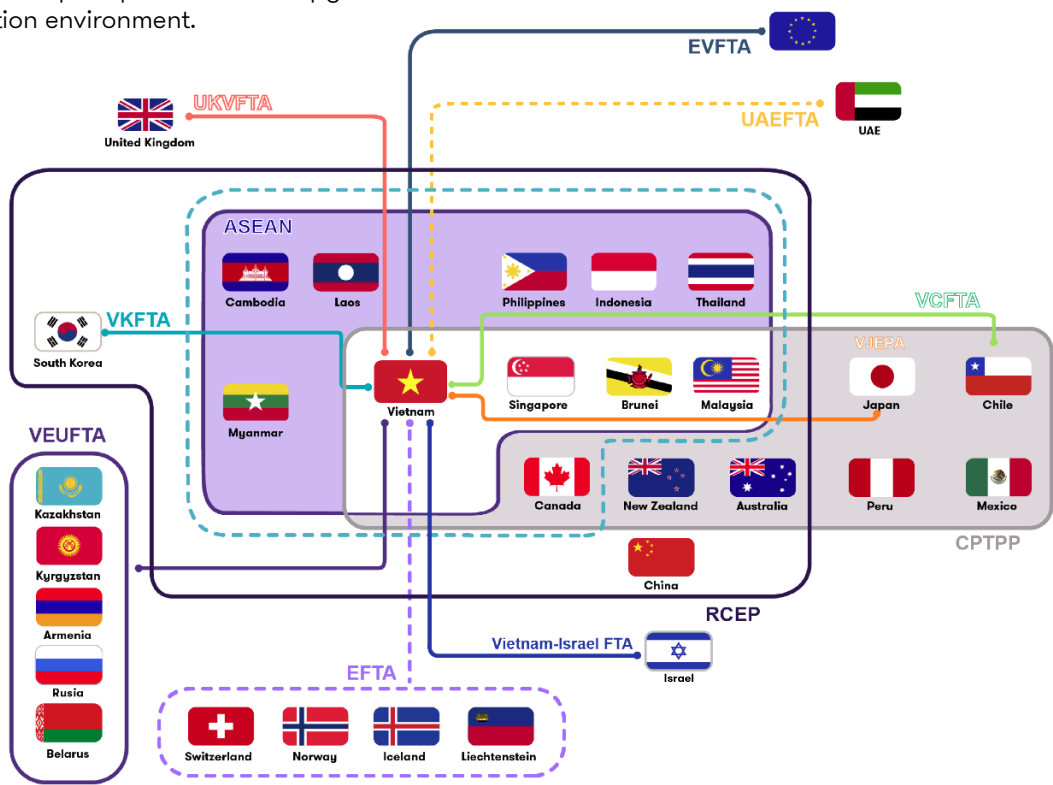 tion environment.
EVFTA
UKVFTA
United Kingdom
UAEFTA
UAE
ASEAN
Cambodia
Laos
Philippines
Indonesia
Thailand
VCFTA
VKFTA
South Korea
VJEPA
Vietnam
Singapore
Brunei
Malaysia
Japan
Chile
Myanmar
VEUFTA
Kazakhstan
Canada
New Zealand
Australia
Peru
Mexico
CPTPP
Kyrgyzstan
China
RCEP
Armenia
Vietnam-Israel FTA
Israel
EFTA
Rusia
Belarus
Switzerland
Norway
Iceland
Liechtenstein